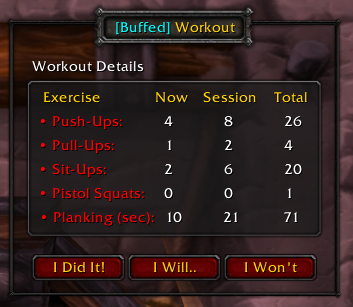 [Buffed] Workout
Workout Details
Exercise Now Session Total
• Push-Ups: 4 8 26
• Pull-Ups: 1 2 4
• Sit-Ups: 2 6 20
• Pistol Squats: 0 0 1
• Planking (sec): 10 21 71
I Did It! I Will.. I Won't